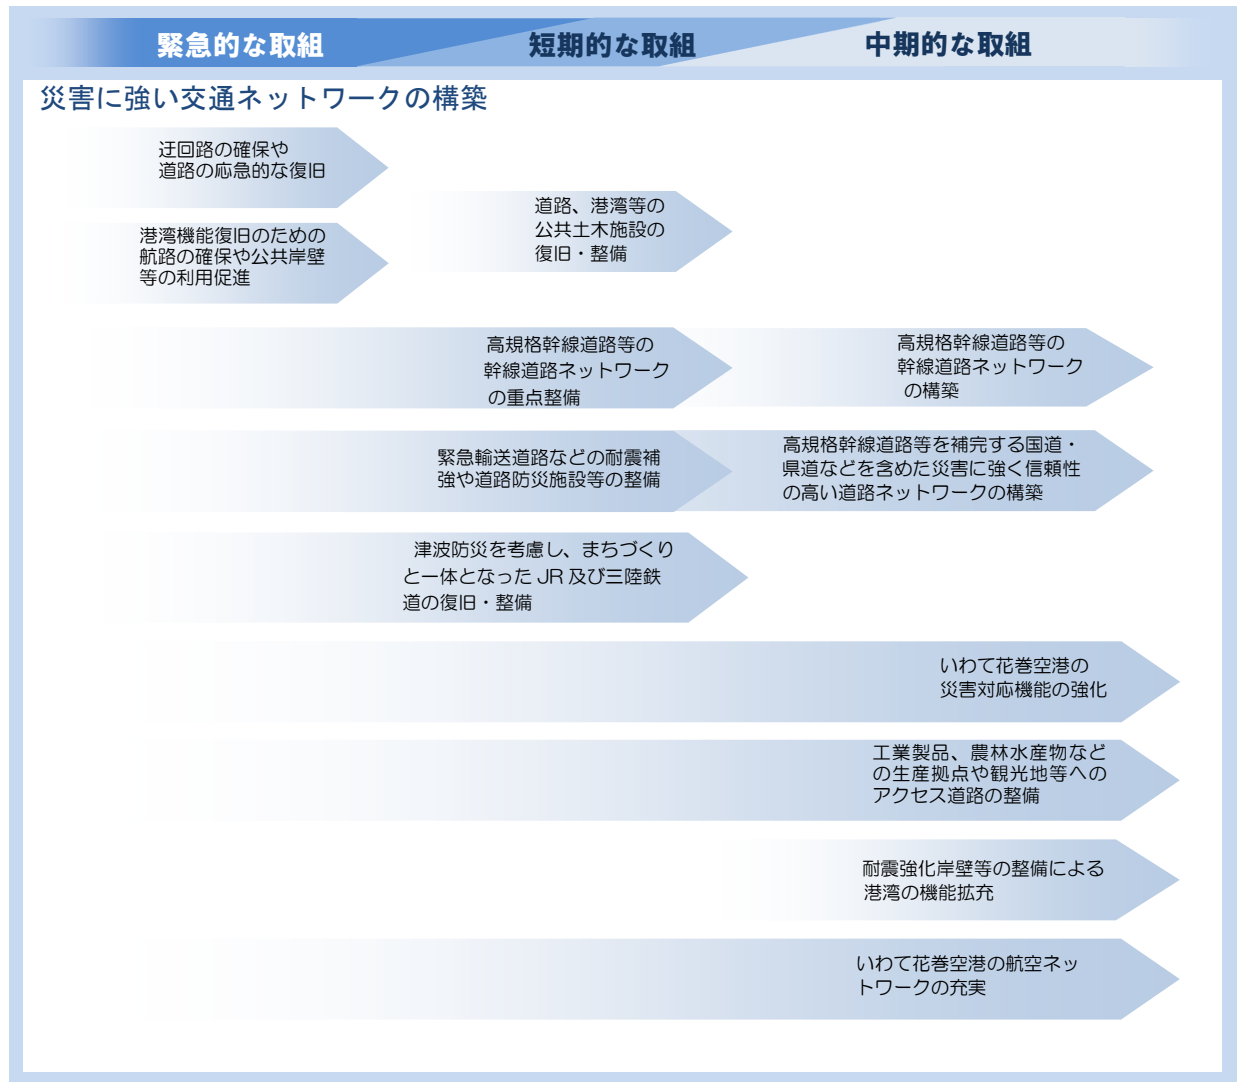 緊急的な取組
短期的な取組
中期的な取組
災害に強い交通ネットワークの構築
迂回路の確保や
道路の応急的な復旧
港湾機能復旧のための
航路の確保や公共岸壁
等の利用促進
道路、港湾等の
公共土木施設の
復旧・整備
高規格幹線道路等の
幹線道路ネットワーク
の重点整備
高規格幹線道路等の
幹線道路ネットワーク
の構築
緊急輸送道路などの耐震補
強や道路防災施設等の整備
高規格幹線道路等を補完する国道・
県道などを含めた災害に強く信頼性
の高い道路ネットワークの構築
津波防災を考慮し、まちづくり
と一体となった JR 及び三陸鉄
道の復旧・整備
いわて花巻空港の
災害対応機能の強化
工業製品、農林水産物など
の生産拠点や観光地等への
アクセス道路の整備
耐震強化岸壁等の整備による
港湾の機能拡充
いわて花巻空港の航空ネッ
トワークの充実